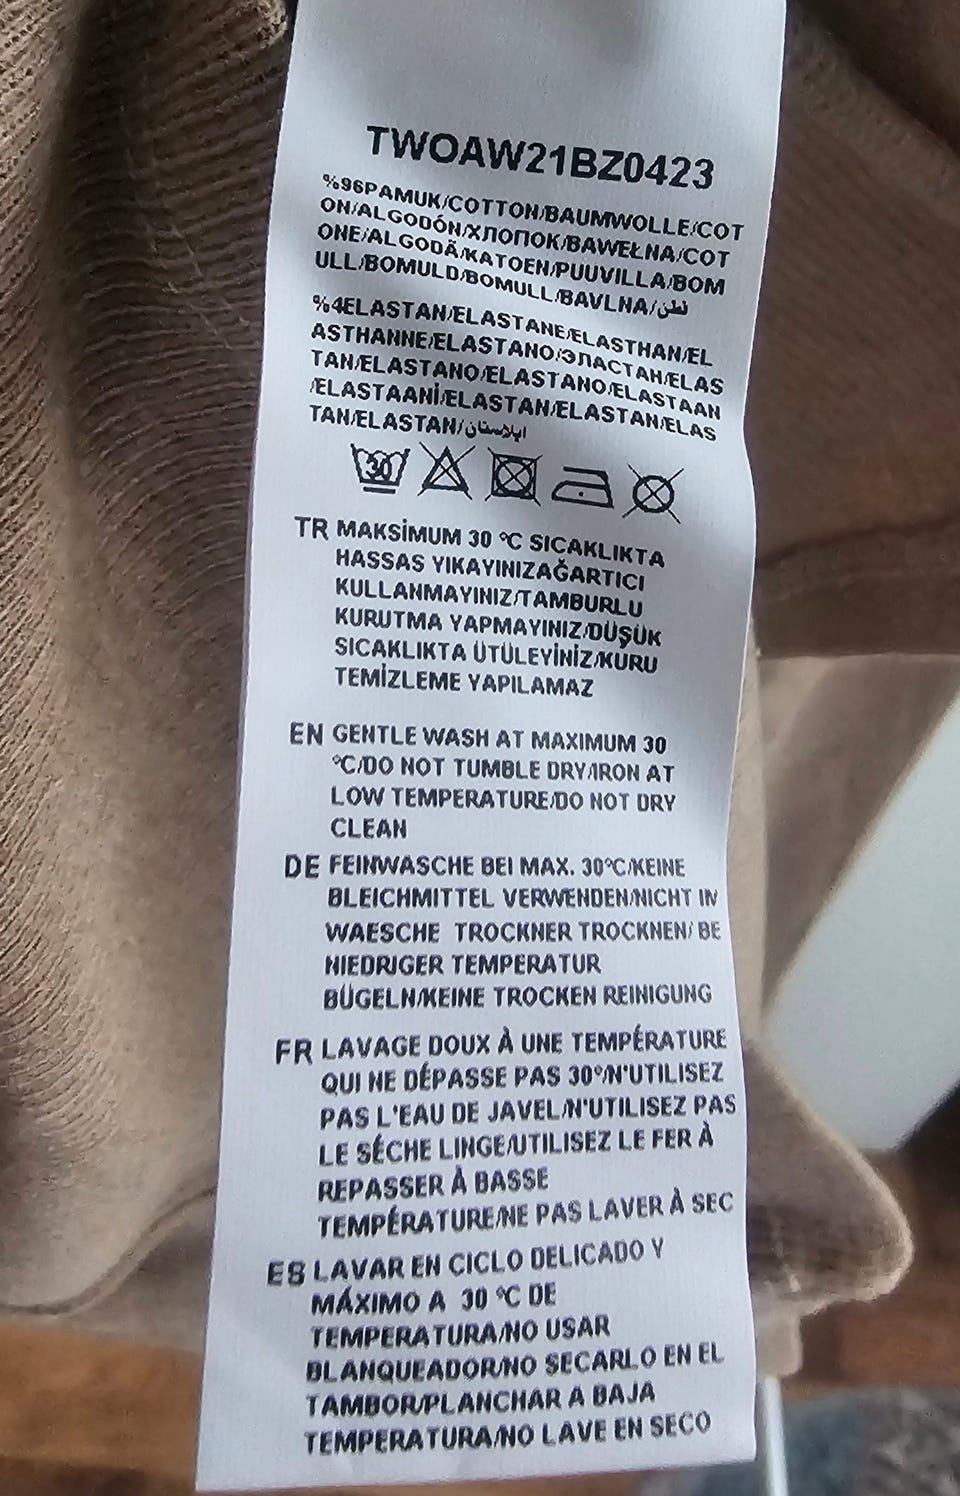 TWOAW21BZ0423
%96PAMUK/COTTON/BAUMWOLLE/COT
ON/ALGODÓN/ХЛОПОК/BAWEŁNA/COT
ONE/ALGODÄ/KATOEN/PUUVILLA/BOM
ULL/BOMULD/BOMULL/BAVLNA/قطن
%4ELASTAN/ELASTANE/ELASTHAN/EL
ASTHANNE/ELASTANO/ЭЛАСТАН/ELAS
TAN/ELASTANO/ELASTANO/ELASTAAN
/ELASTAANİ/ELASTAN/ELASTAN/ELAS
TAN/ELASTAN/ايلاستان
30
TR MAKSİMUM 30 °C SICAKLIKTA
HASSAS YIKAYINIZAĞARTICI
KULLANMAYINIZ/TAMBURLU
KURUTMA YAPMAYINIZ/DÜŞÜK
SICAKLIKTA ÜTÜLEYİNİZ/KURU
TEMİZLEME YAPILAMAZ
EN GENTLE WASH AT MAXIMUM 30
°C/DO NOT TUMBLE DRY/IRON AT
LOW TEMPERATURE/DO NOT DRY
CLEAN
DE FEINWASCHE BEI MAX. 30°C/KEINE
BLEICHMITTEL VERWENDEN/NICHT IN
WAESCHE TROCKNER TROCKNEN/ BE
NIEDRIGER TEMPERATUR
BÜGELN/KEINE TROCKEN REINIGUNG
FR LAVAGE DOUX À UNE TEMPÉRATURE
QUI NE DÉPASSE PAS 30°/N'UTILISEZ
PAS L'EAU DE JAVEL/N'UTILISEZ PAS
LE SÉCHE LINGE/UTILISEZ LE FER À
REPASSER À BASSE
TEMPÉRATURE/NE PAS LAVER À SEC
ES LAVAR EN CICLO DELICADO Y
MÁXIMO A 30 °C DE
TEMPERATURA/NO USAR
BLANQUEADOR/NO SECARLO EN EL
TAMBOR/PLANCHAR A BAJA
TEMPERATURA/NO LAVE EN SECO